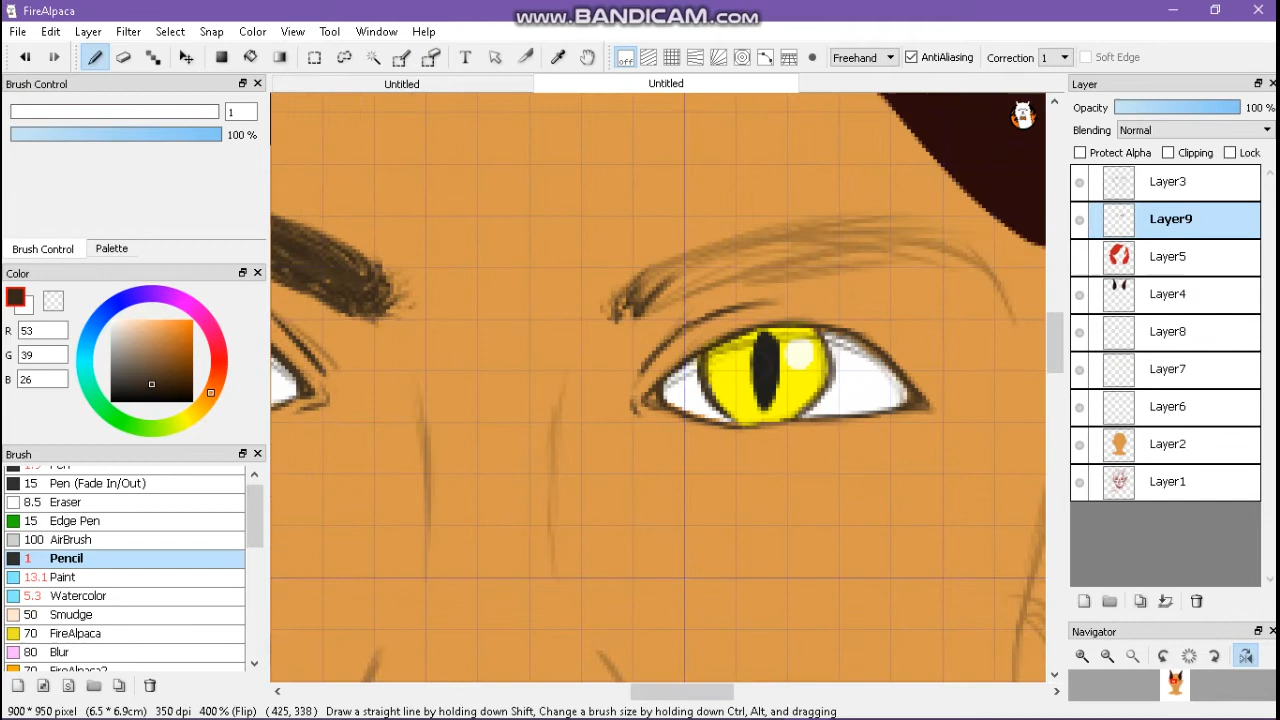 FireAlpaca
www.BANDICAM.com
File Edit Layer Filter Select Snap Color View Tool Window Help
off Freehand AntiAliasing Correction 1 Soft Edge
Brush Control
Untitled
Untitled
Layer
1
100 %
Opacity 100 %
Blending Normal
Protect Alpha Clipping Lock
Layer3
Layer9
Layer5
Layer4
Layer8
Layer7
Layer6
Layer2
Layer1
Brush Control Palette
Color
R 53
G 39
B 26
Brush
15 Pen (Fade In/Out)
8.5 Eraser
15 Edge Pen
100 AirBrush
1 Pencil
13.1 Paint
5.3 Watercolor
50 Smudge
70 FireAlpaca
80 Blur
70 FireAlpaca2
Navigator
900 * 950 pixel (6.5 * 6.9cm) 350 dpi 400 % (Flip) ( 425, 338 ) Draw a straight line by holding down Shift, Change a brush size by holding down Ctrl, Alt, and dragging